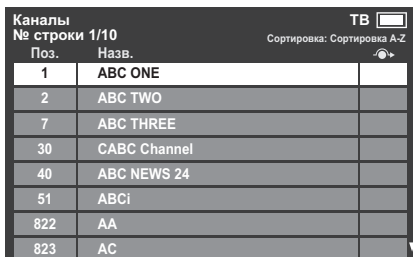 Каналы ТВ
№ строки 1/10 Сортировка: Сортировка A-Z
Поз. Назв.
1 ABC ONE
2 ABC TWO
7 ABC THREE
30 CABC Channel
40 ABC NEWS 24
51 ABCi
822 AA
823 AC